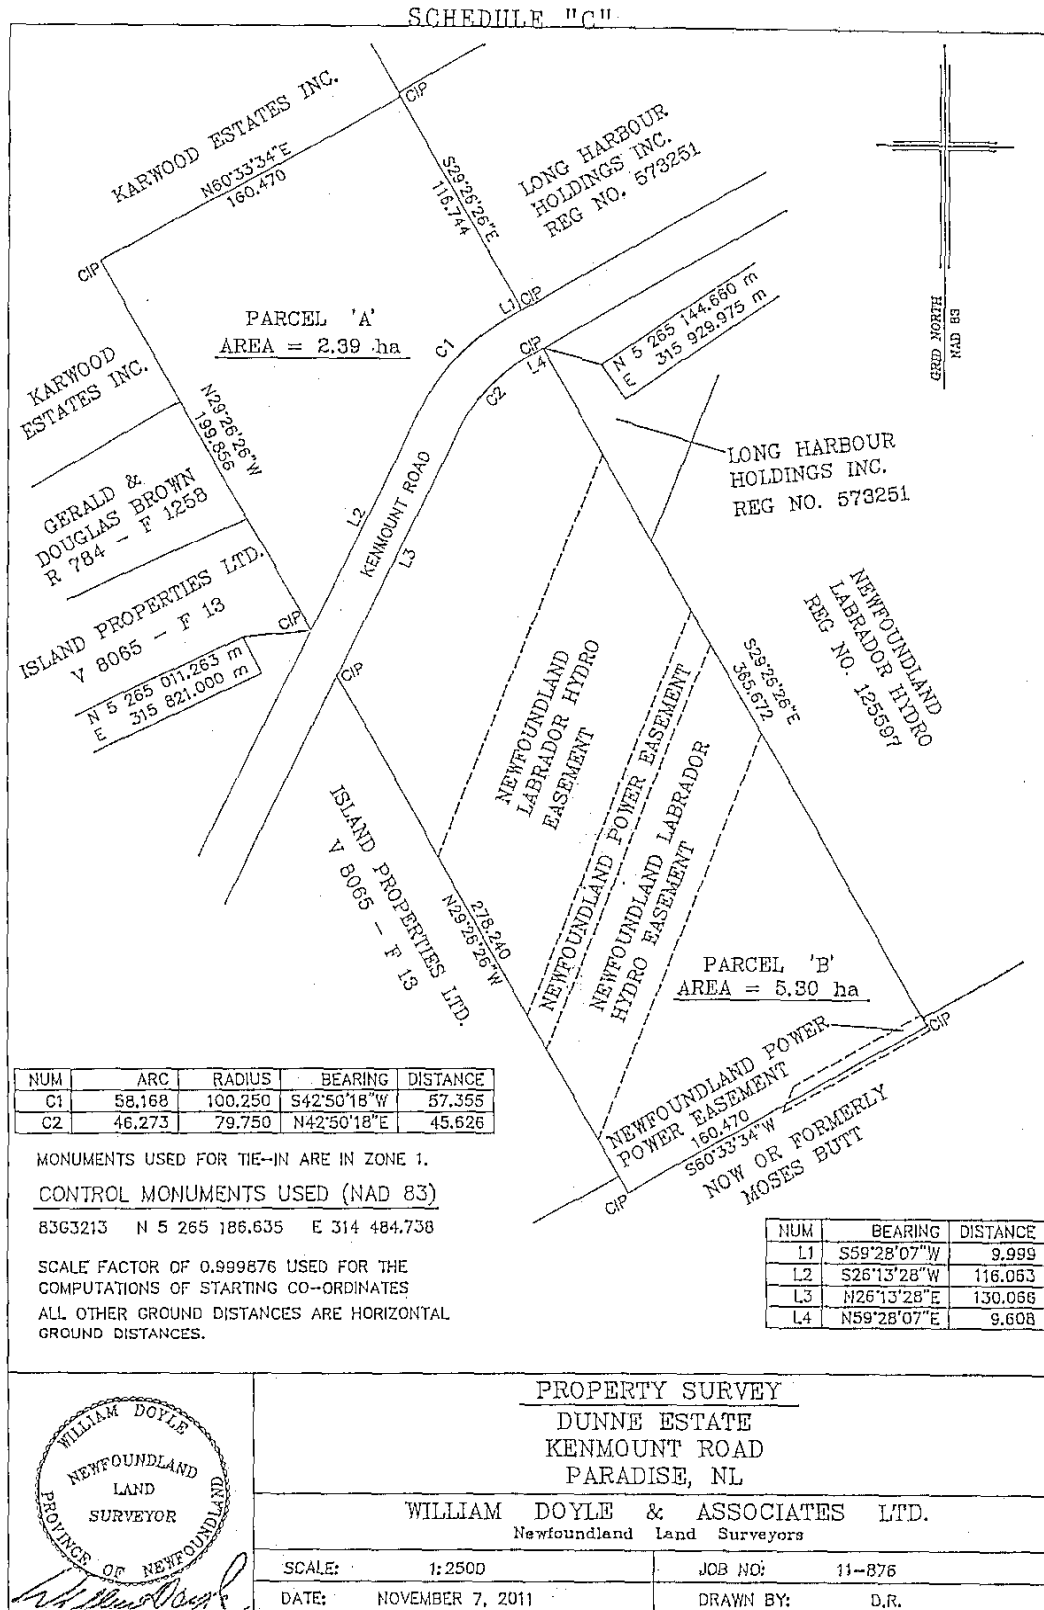 SCHEDULE "C"
KARWOOD ESTATES INC.
CIP
N60°33'34"E
160.470
S29°26'26"E
116.744
LONG HARBOUR
HOLDINGS INC.
REG NO. 573251
CIP
PARCEL 'A'
AREA = 2.39 ha
L1
CIP
C1
CIP
L4
C2
N 5 265 144.660 m
E 315 929.975 m
GRID NORTH
NAD 83
KARWOOD
ESTATES INC.
N29°26'26"W
199.856
GERALD &
DOUGLAS BROWN
R 784 - F 1258
ISLAND PROPERTIES LTD.
V 8065 - F 13
CIP
N 5 265 011.263 m
E 315 821.000 m
L2
KENMOUNT ROAD
L3
CIP
LONG HARBOUR
HOLDINGS INC.
REG NO. 573251
NEWFOUNDLAND
LABRADOR HYDRO
REG NO. 125597
S29°26'26"E
365.672
NEWFOUNDLAND
LABRADOR HYDRO
EASEMENT
NEWFOUNDLAND POWER EASEMENT
NEWFOUNDLAND LABRADOR
HYDRO EASEMENT
ISLAND PROPERTIES LTD.
V 8065 - F 13
278.240
N29°26'26"W
PARCEL 'B'
AREA = 5.30 ha
CIP
NEWFOUNDLAND POWER
POWER EASEMENT
160.470
S60°33'34"W
NOW OR FORMERLY
MOSES BUTT
CIP
NUM ARC RADIUS BEARING DISTANCE
C1 58.168 100.250 S42°50'18"W 57.355
C2 46.273 79.750 N42°50'18"E 45.626
MONUMENTS USED FOR TIE-IN ARE IN ZONE 1.
CONTROL MONUMENTS USED (NAD 83)
83G3213 N 5 265 186.635 E 314 484.738
SCALE FACTOR OF 0.999876 USED FOR THE
COMPUTATIONS OF STARTING CO-ORDINATES
ALL OTHER GROUND DISTANCES ARE HORIZONTAL
GROUND DISTANCES.
NUM BEARING DISTANCE
L1 S59°28'07"W 9.999
L2 S26°13'28"W 116.063
L3 N26°13'28"E 130.066
L4 N59°28'07"E 9.608
WILLIAM DOYLE
NEWFOUNDLAND
LAND
SURVEYOR
PROVINCE OF NEWFOUNDLAND
PROPERTY SURVEY
DUNNE ESTATE
KENMOUNT ROAD
PARADISE, NL
WILLIAM DOYLE & ASSOCIATES LTD.
Newfoundland Land Surveyors
SCALE: 1:2500
JOB NO: 11-876
DATE: NOVEMBER 7, 2011
DRAWN BY: D.R.